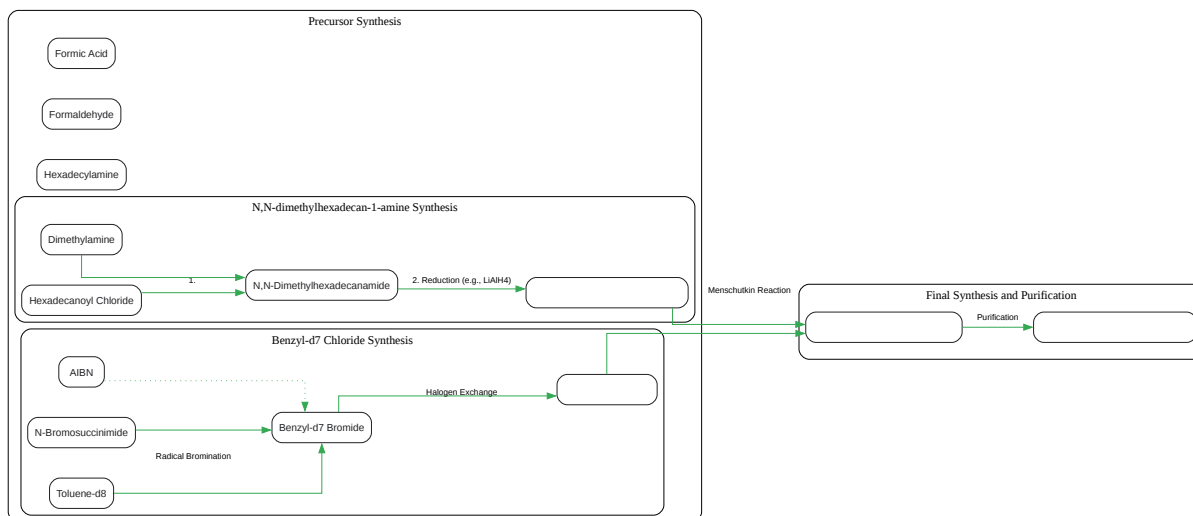 Precursor Synthesis
Formic Acid
Formaldehyde
Hexadecylamine
N,N-dimethylhexadecan-1-amine Synthesis
Dimethylamine
1.
N,N-Dimethylhexadecanamide
2. Reduction (e.g., LiAlH4)
Hexadecanoyl Chloride
Menschutkin Reaction
Final Synthesis and Purification
Purification
Benzyl-d7 Chloride Synthesis
AIBN
Halogen Exchange
N-Bromosuccinimide
Benzyl-d7 Bromide
Radical Bromination
Toluene-d8